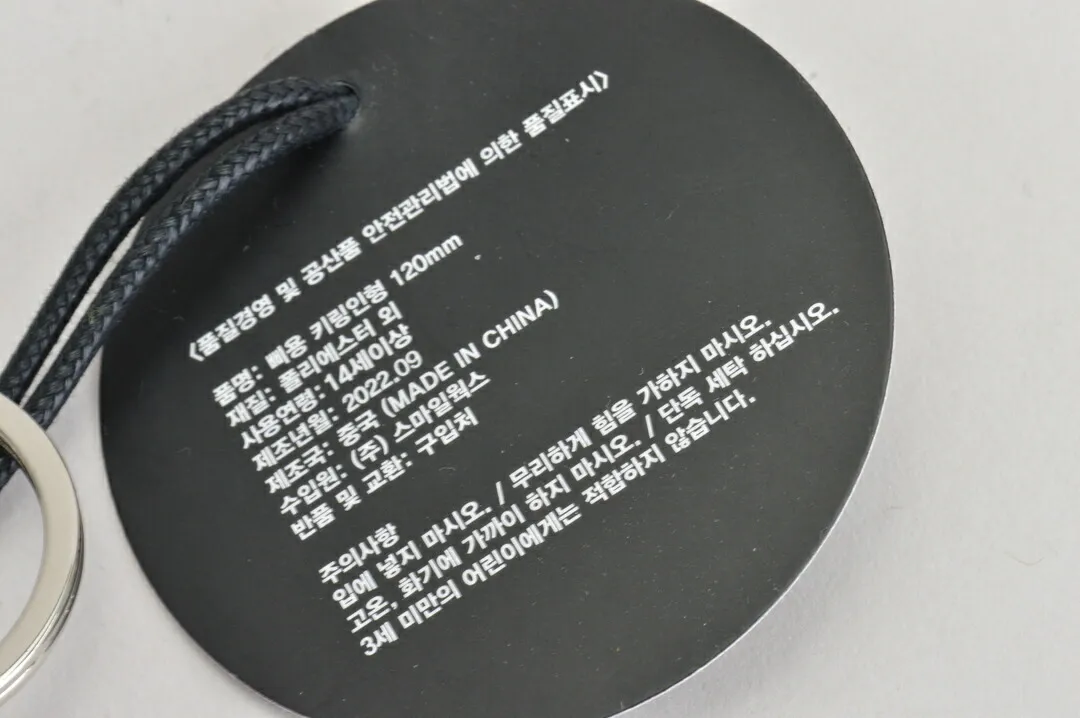 <품질경영 및 공산품 안전관리법에 의한 품질표시>
품명: 삐용 키링인형 120mm
재질: 폴리에스터 외
사용연령: 14세이상
제조년월: 2022.09
제조국: 중국 (MADE IN CHINA)
수입원: (주) 스마일웍스
반품 및 교환: 구입처
주의사항
입에 넣지 마시오. / 무리하게 힘을 가하지 마시오.
고온, 화기에 가까이 하지 마시오. / 단독 세탁 하십시오.
3세 미만의 어린이에게는 적합하지 않습니다.